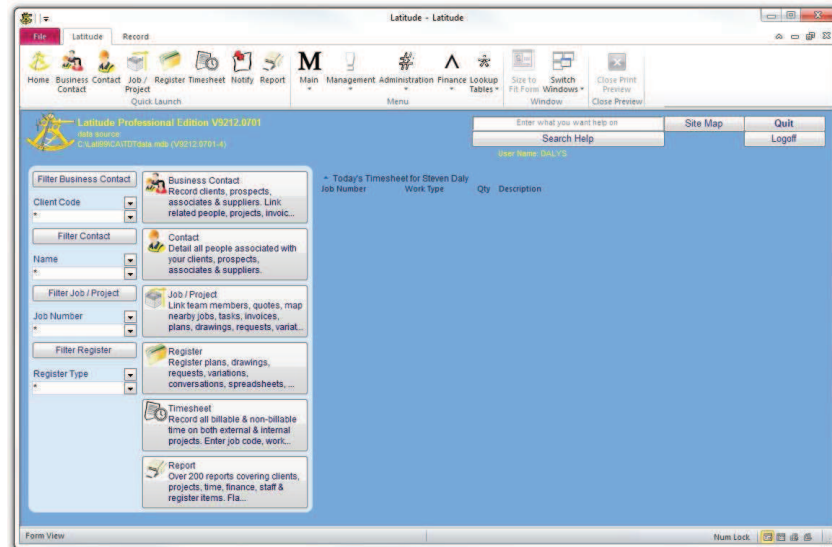 Latitude - Latitude
File Latitude Record
Home Business Contact Contact Job / Project Register Timesheet Notify Report Main Management Administration Finance Lookup Tables Size to Fit Form Switch Windows Close Print Preview
Quick Launch Menu Window Close Preview
Latitude Professional Edition V9212.0701
data source
C:\Lat99\CA\TDTdata.mdb (V9212.0701-4)
Enter what you want help on
Search Help
User Name: DALYS
Site Map
Quit
Logoff
Filter Business Contact
Client Code
*
Filter Contact
Name
*
Filter Job / Project
Job Number
*
Filter Register
Register Type
*
Business Contact
Record clients, prospects,
associates & suppliers. Link
related people, projects, invoic...
Contact
Detail all people associated with
your clients, prospects,
associates & suppliers.
Job / Project
Link team members, quotes, map
nearby jobs, tasks, invoices,
plans, drawings, requests, variat...
Register
Register plans, drawings,
requests, variations,
conversations, spreadsheets, ...
Timesheet
Record all billable & non-billable
time on both external & internal
projects. Enter job code, work...
Report
Over 200 reports covering clients,
projects, time, finance, staff &
register items. Fla...
Today's Timesheet for Steven Daly
Job Number Work Type Qty Description
Form View
Num Lock